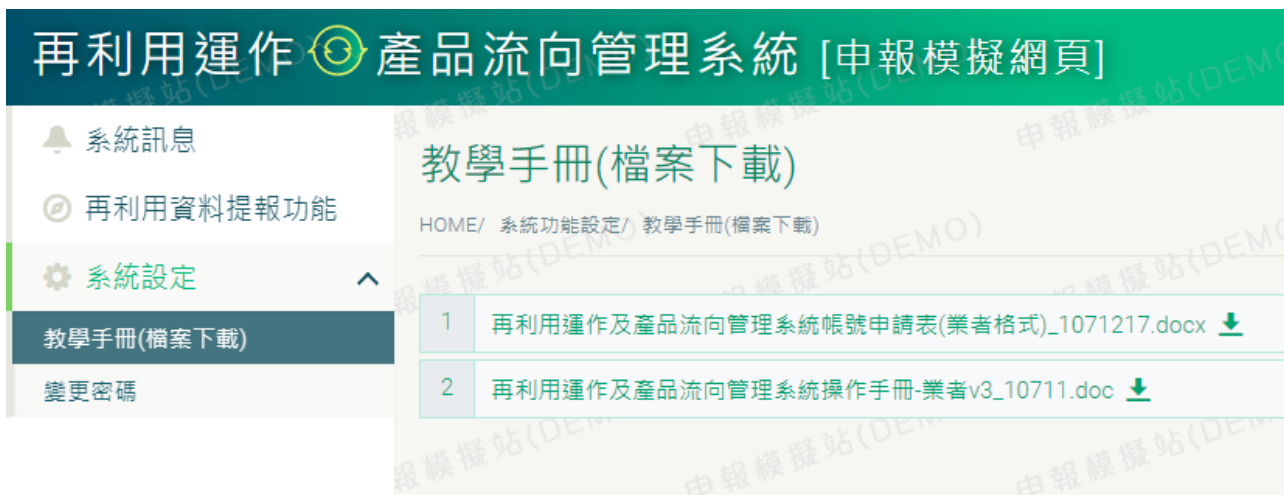 再利用運作 產品流向管理系統 [申報模擬網頁]
系統訊息
再利用資料提報功能
系統設定
教學手冊(檔案下載)
變更密碼
教學手冊(檔案下載)
HOME/ 系統功能設定/ 教學手冊(檔案下載)
1 再利用運作及產品流向管理系統帳號申請表(業者格式)_1071217.docx
2 再利用運作及產品流向管理系統操作手冊-業者v3_10711.doc
申報模擬站(DEMO)